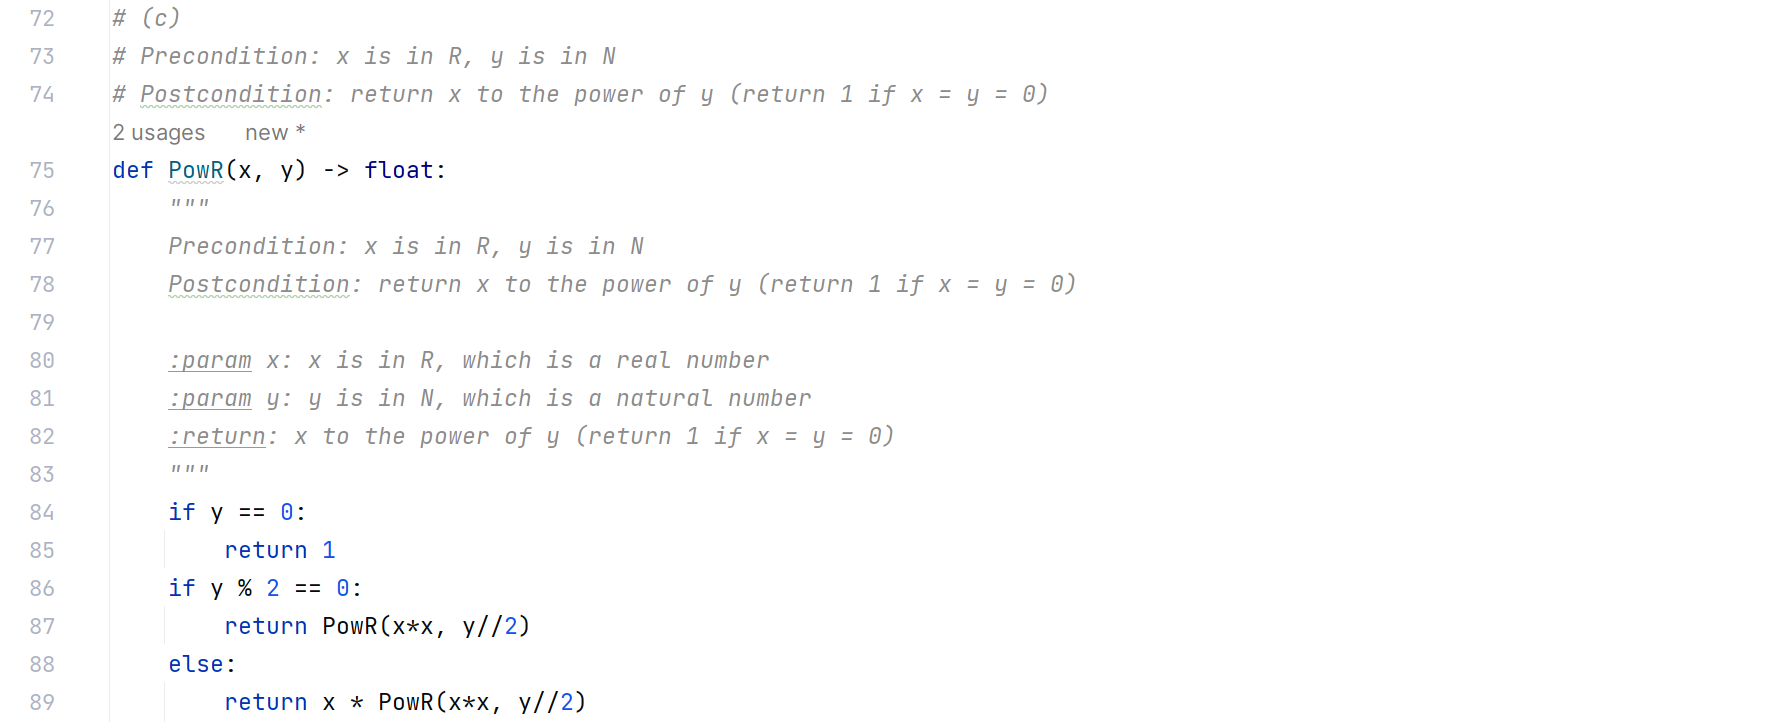 72 # (c)
73 # Precondition: x is in R, y is in N
74 # Postcondition: return x to the power of y (return 1 if x = y = 0)
2 usages new *
75 def PowR(x, y) -> float:
76 """
77 Precondition: x is in R, y is in N
78 Postcondition: return x to the power of y (return 1 if x = y = 0)
79
80 :param x: x is in R, which is a real number
81 :param y: y is in N, which is a natural number
82 :return: x to the power of y (return 1 if x = y = 0)
83 """
84 if y == 0:
85 return 1
86 if y % 2 == 0:
87 return PowR(x*x, y//2)
88 else:
89 return x * PowR(x*x, y//2)